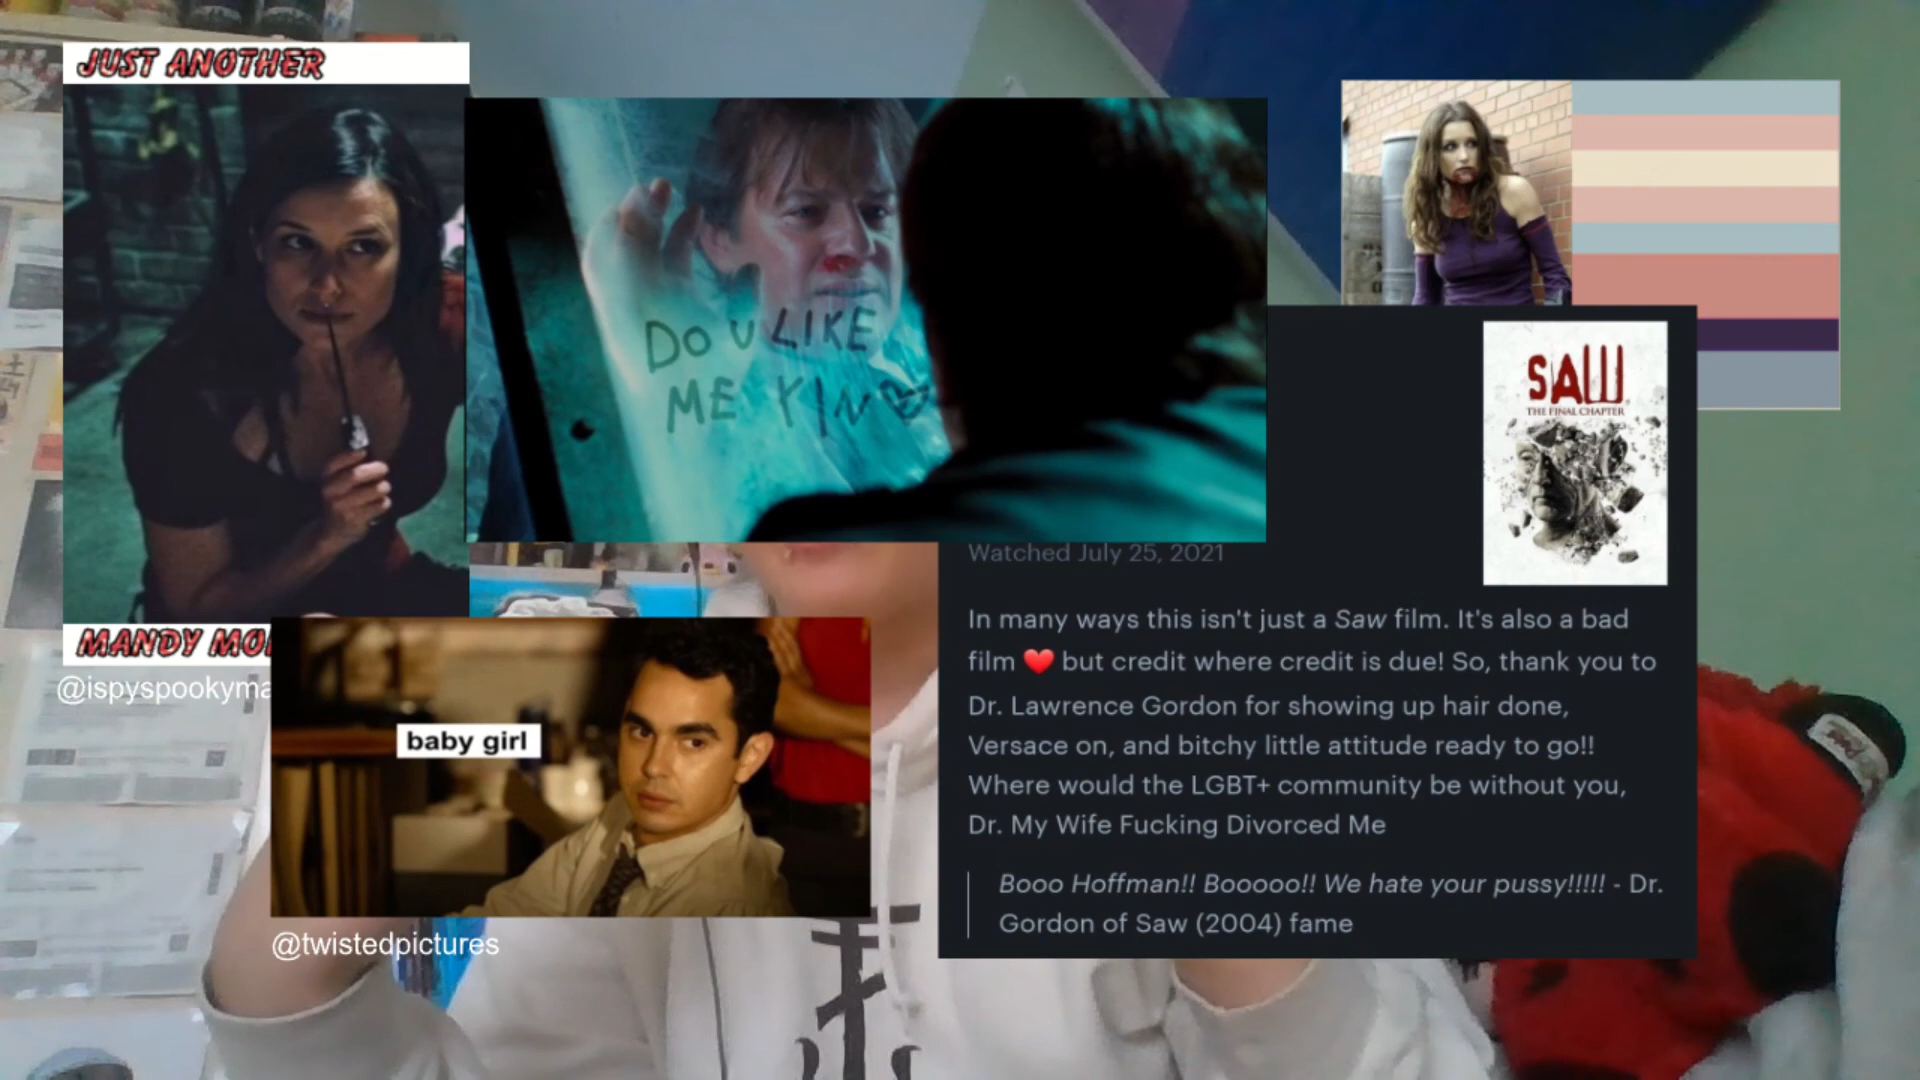 JUST ANOTHER
MANDY MO
@ispyspookyma
DO U LIKE
ME Y/N
baby girl
@twistedpictures
SAW
THE FINAL CHAPTER
Watched July 25, 2021
In many ways this isn't just a Saw film. It's also a bad
film ❤️ but credit where credit is due! So, thank you to
Dr. Lawrence Gordon for showing up hair done,
Versace on, and bitchy little attitude ready to go!!
Where would the LGBT+ community be without you,
Dr. My Wife Fucking Divorced Me
Booo Hoffman!! Booooo!! We hate your pussy!!!!! - Dr.
Gordon of Saw (2004) fame